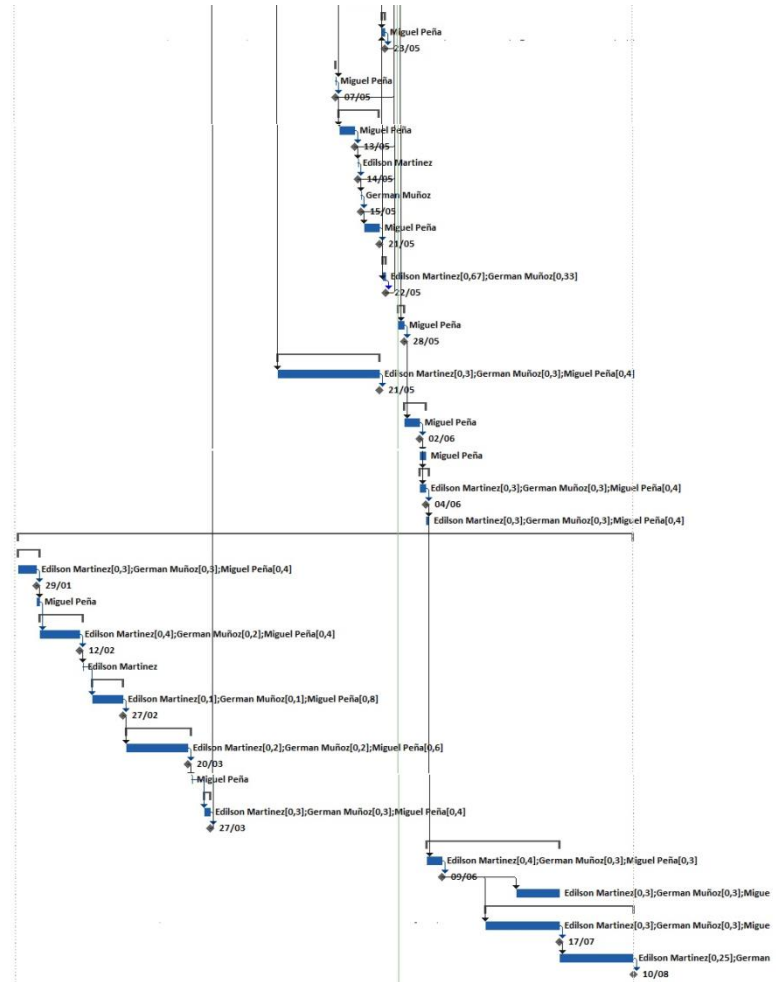 Miguel Peña
23/05
Miguel Peña
07/05
Miguel Peña
13/05
Edilson Martinez
14/05
German Muñoz
15/05
Miguel Peña
21/05
Edilson Martinez[0,67];German Muñoz[0,33]
22/05
Miguel Peña
28/05
Edilson Martinez[0,3];German Muñoz[0,3];Miguel Peña[0,4]
21/05
Miguel Peña
02/06
Miguel Peña
Edilson Martinez[0,3];German Muñoz[0,3];Miguel Peña[0,4]
04/06
Edilson Martinez[0,3];German Muñoz[0,3];Miguel Peña[0,4]
Edilson Martinez[0,3];German Muñoz[0,3];Miguel Peña[0,4]
29/01
Miguel Peña
Edilson Martinez[0,4];German Muñoz[0,2];Miguel Peña[0,4]
12/02
Edilson Martinez
Edilson Martinez[0,1];German Muñoz[0,1];Miguel Peña[0,8]
27/02
Edilson Martinez[0,2];German Muñoz[0,2];Miguel Peña[0,6]
20/03
Miguel Peña
Edilson Martinez[0,3];German Muñoz[0,3];Miguel Peña[0,4]
27/03
Edilson Martinez[0,4];German Muñoz[0,3];Miguel Peña[0,3]
09/06
Edilson Martinez[0,3];German Muñoz[0,3];Migue
Edilson Martinez[0,3];German Muñoz[0,3];Migue
17/07
Edilson Martinez[0,25];German
10/08